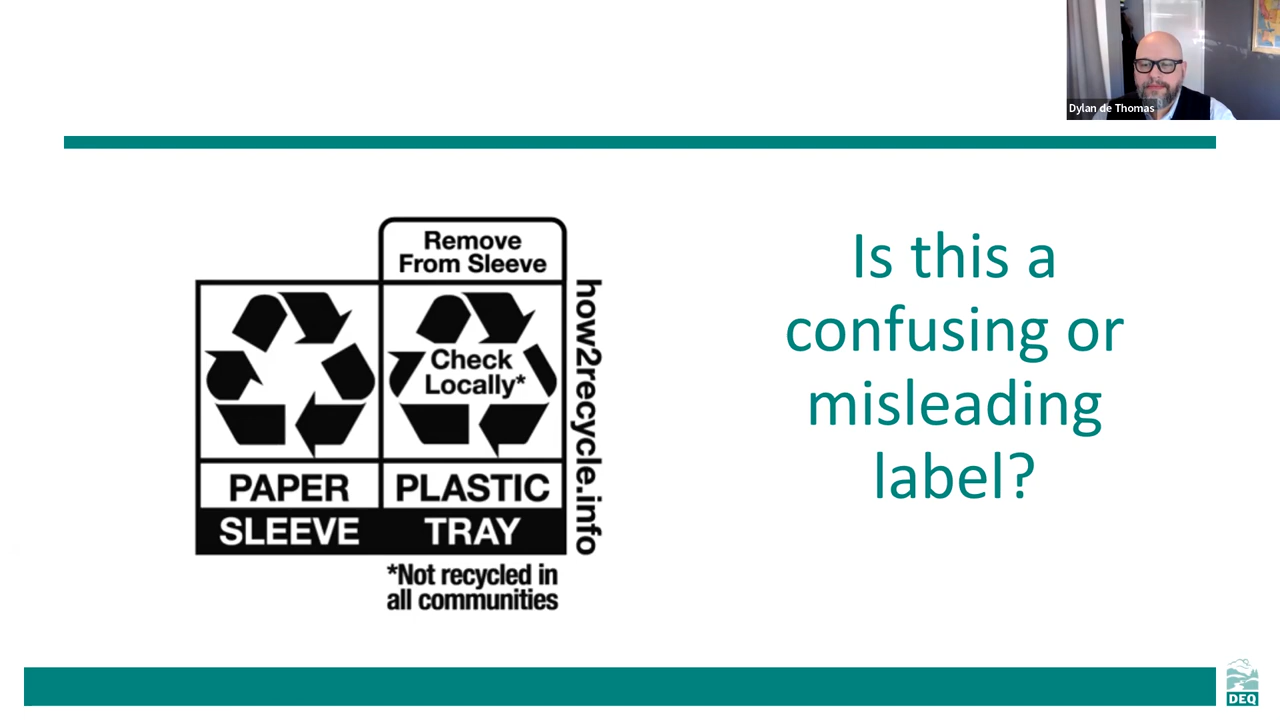 Dylan de Thomas
Remove
From Sleeve
Check
Locally*
PAPER
PLASTIC
SLEEVE
TRAY
how2recycle.info
*Not recycled in
all communities
Is this a
confusing or
misleading
label?
DEQ